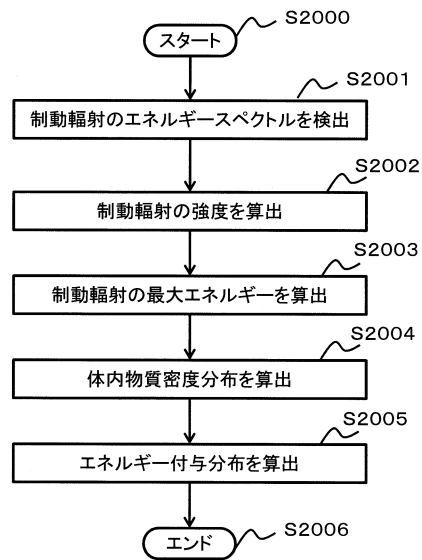 S2000
スタート
S2001
制動輻射のエネルギースペクトルを検出
S2002
制動輻射の強度を算出
S2003
制動輻射の最大エネルギーを算出
S2004
体内物質密度分布を算出
S2005
エネルギー付与分布を算出
エンド
S2006